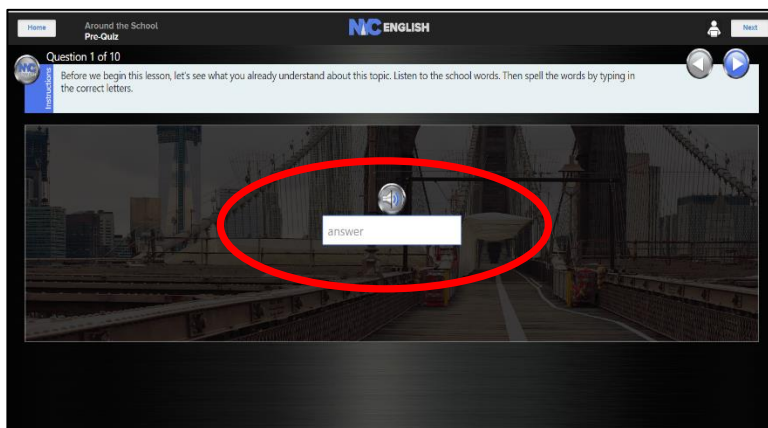 Home
Around the School
Pre-Quiz
NYC ENGLISH
Next
Question 1 of 10
NYC
Instructions
Before we begin this lesson, let's see what you already understand about this topic. Listen to the school words. Then spell the words by typing in
the correct letters.
answer